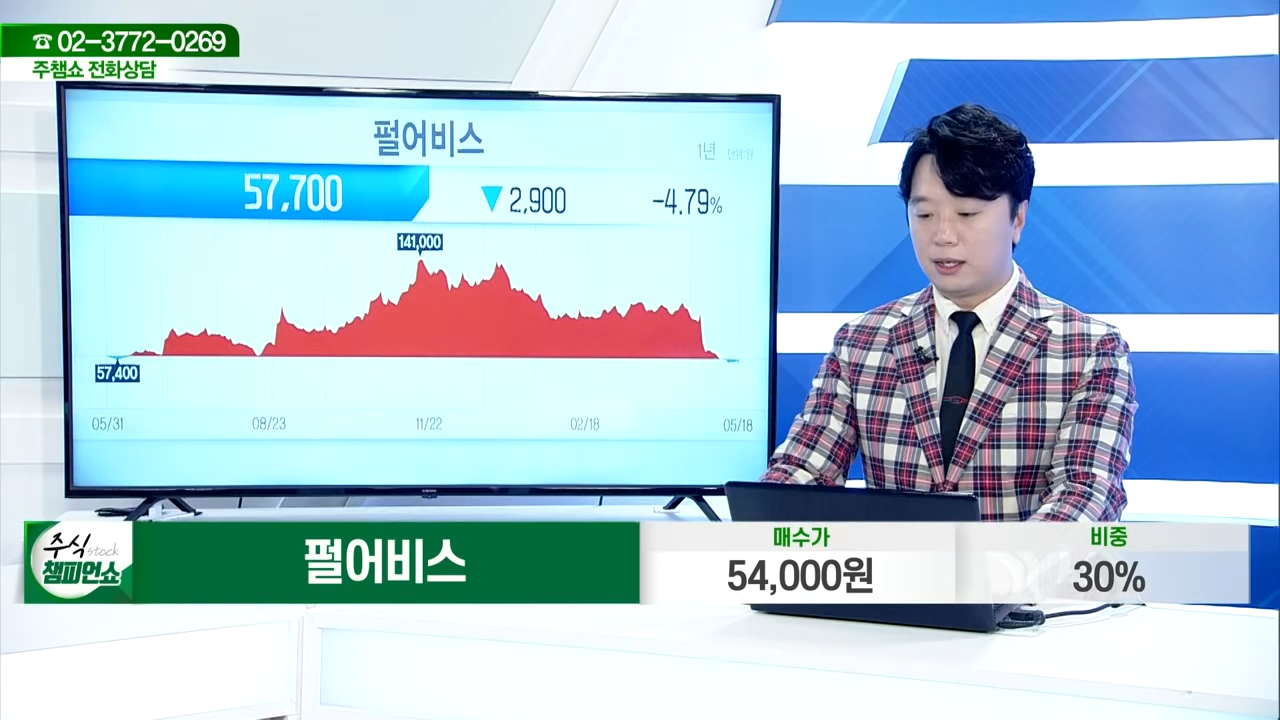 ☎ 02-3772-0269
주챔쇼 전화상담
펄어비스
1년 단위:원
57,700 ▼2,900 -4.79%
141,000
57,400
05/31 08/23 11/22 02/18 05/18
주식 stock
챔피언쇼
펄어비스
매수가
54,000원
비중
30%